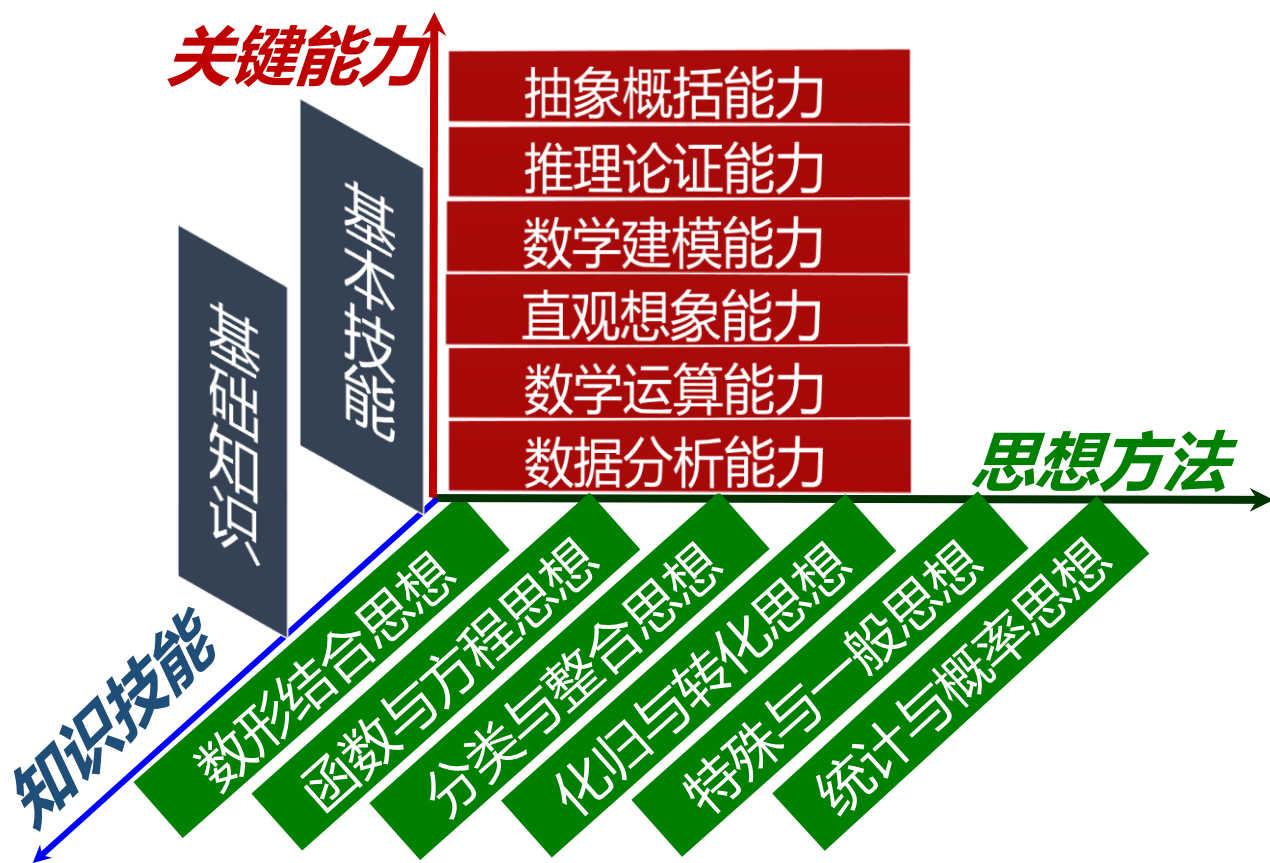 关键能力
抽象概括能力
推理论证能力
数学建模能力
直观想象能力
数学运算能力
数据分析能力
基本技能
基础知识
知识技能
思想方法
数形结合思想
函数与方程思想
分类与整合思想
化归与转化思想
特殊与一般思想
统计与概率思想